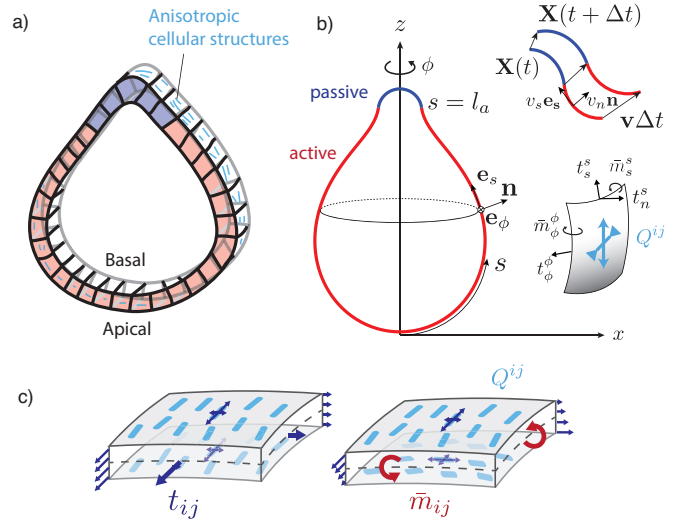 a)
Anisotropic
cellular structures
Basal
Apical
b)
z
ϕ
passive
s = l_a
active
e_s
n
e_ϕ
s
x
X(t + Δt)
X(t)
v_s e_s
v_n n
vΔt
t_s^s
m̄_s^s
t_n^s
m̄_ϕ^ϕ
Q^{ij}
t_ϕ^ϕ
c)
Q^{ij}
t_{ij}
m̄_{ij}